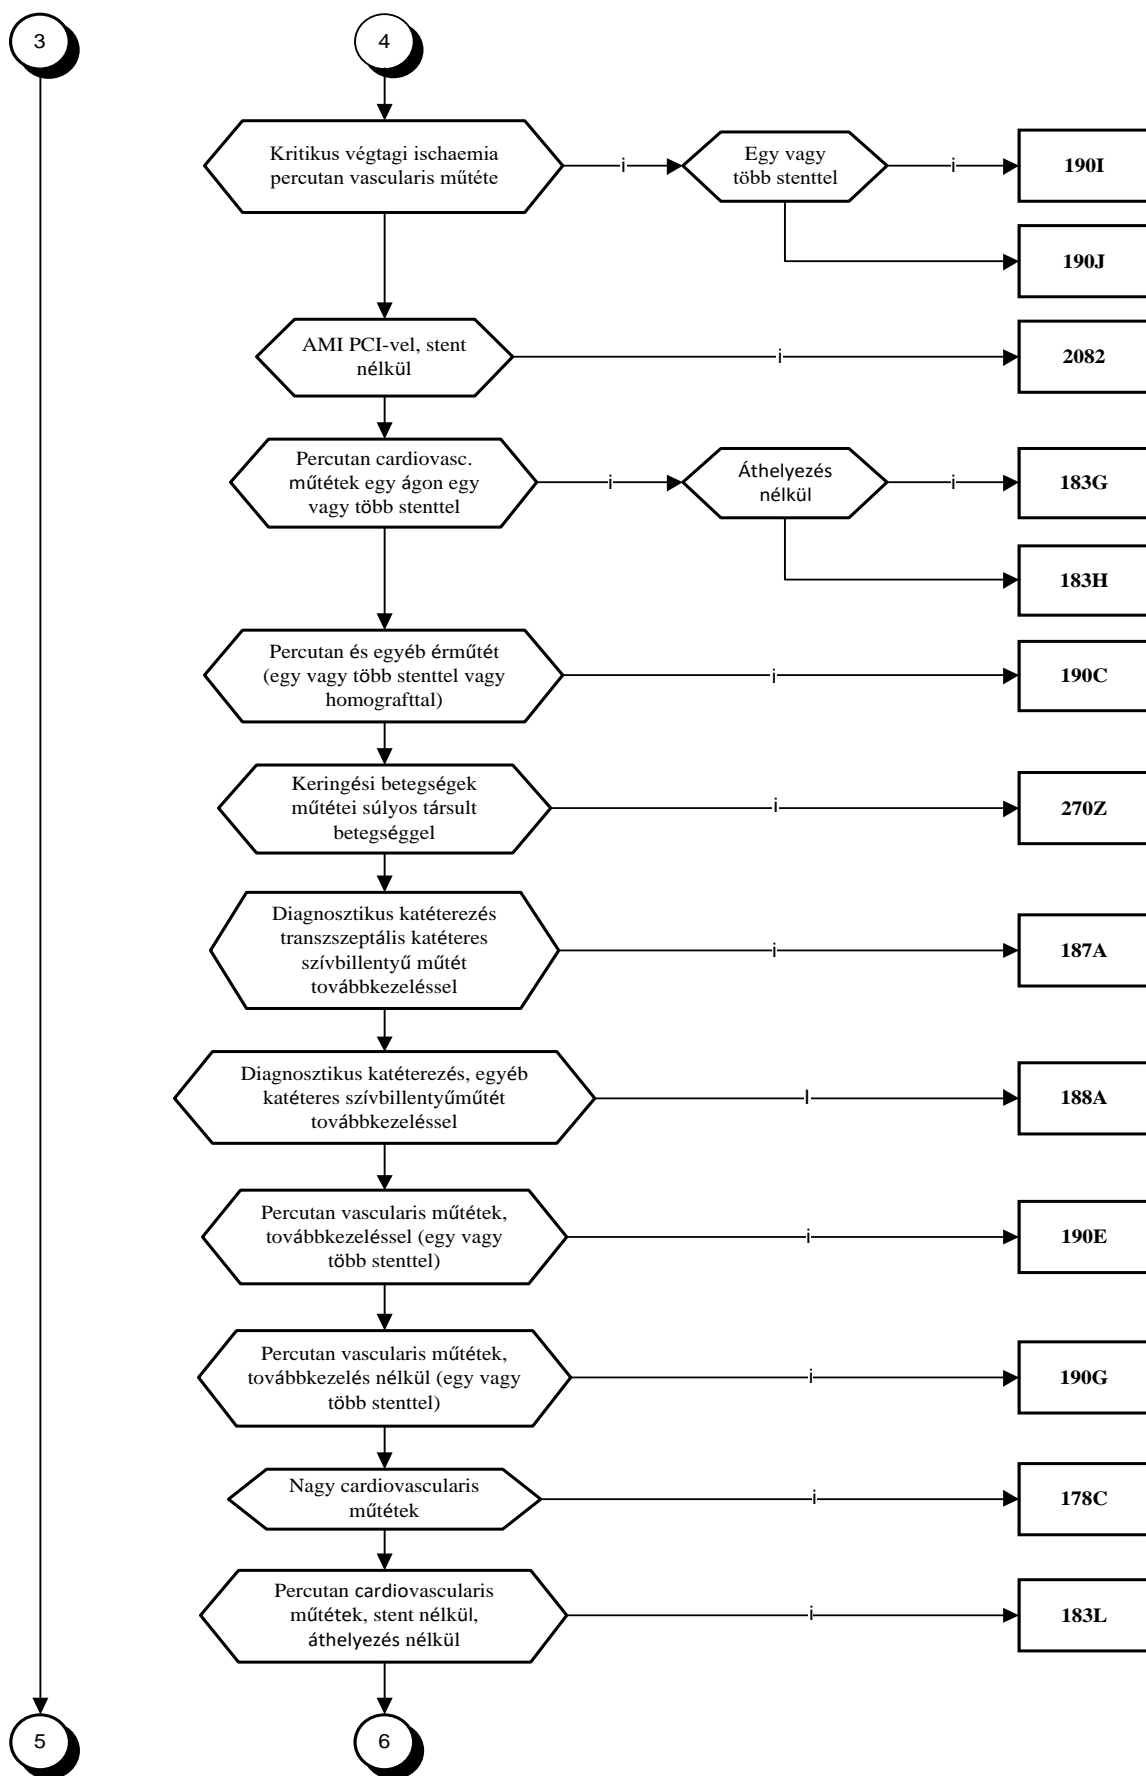 3
4
Kritikus végtagi ischaemia
percutan vascularis műtéte
i
Egy vagy
több stenttel
i
190I
190J
AMI PCI-vel, stent
nélkül
i
2082
Percutan cardiovasc.
műtétek egy ágon egy
vagy több stenttel
i
Áthelyezés
nélkül
i
183G
183H
Percutan és egyéb érműtét
(egy vagy több stenttel vagy
homografttal)
i
190C
Keringési betegségek
műtétei súlyos társult
betegséggel
i
270Z
Diagnosztikus katéterezés
transzszeptális katéteres
szívbillentyű műtét
továbbkezeléssel
i
187A
Diagnosztikus katéterezés, egyéb
katéteres szívbillentyűműtét
továbbkezeléssel
I
188A
Percutan vascularis műtétek,
továbbkezeléssel (egy vagy
több stenttel)
i
190E
Percutan vascularis műtétek,
továbbkezelés nélkül (egy vagy
több stenttel)
i
190G
Nagy cardiovascularis
műtétek
i
178C
Percutan cardiovascularis
műtétek, stent nélkül,
áthelyezés nélkül
i
183L
5
6